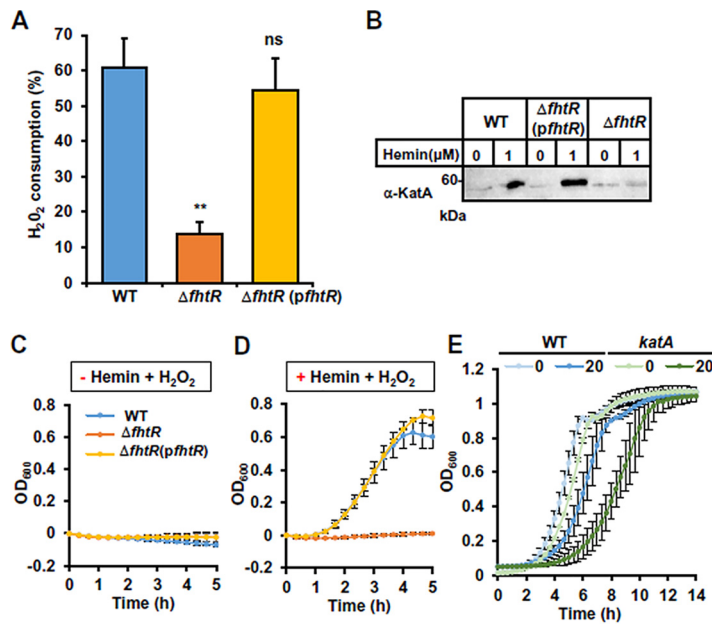 A
H₂0₂ consumption (%)
70
60
50
40
30
20
10
0
**
ns
WT
ΔfhtR
ΔfhtR (pfhtR)
B
WT
ΔfhtR
(pfhtR)
ΔfhtR
Hemin(µM)
0 1 0 1 0 1
α-KatA
60-
kDa
C
- Hemin + H₂O₂
OD₆₀₀
0.8
0.6
0.4
0.2
0
-0.2
WT
ΔfhtR
ΔfhtR(pfhtR)
0 1 2 3 4 5
Time (h)
D
+ Hemin + H₂O₂
OD₆₀₀
0.8
0.6
0.4
0.2
0
-0.2
0 1 2 3 4 5
Time (h)
E
WT katA
0 20 0 20
OD₆₀₀
1.2
1
0.8
0.6
0.4
0.2
0
0 2 4 6 8 10 12 14
Time (h)